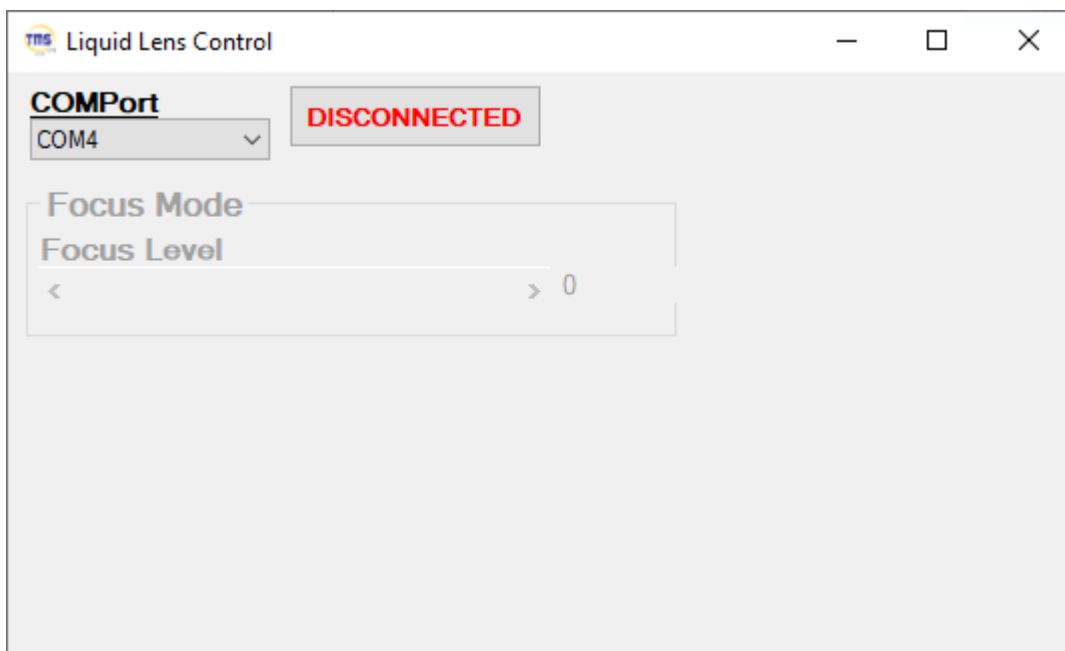 TMS Liquid Lens Control
COMPort
COM4
DISCONNECTED
Focus Mode
Focus Level
0